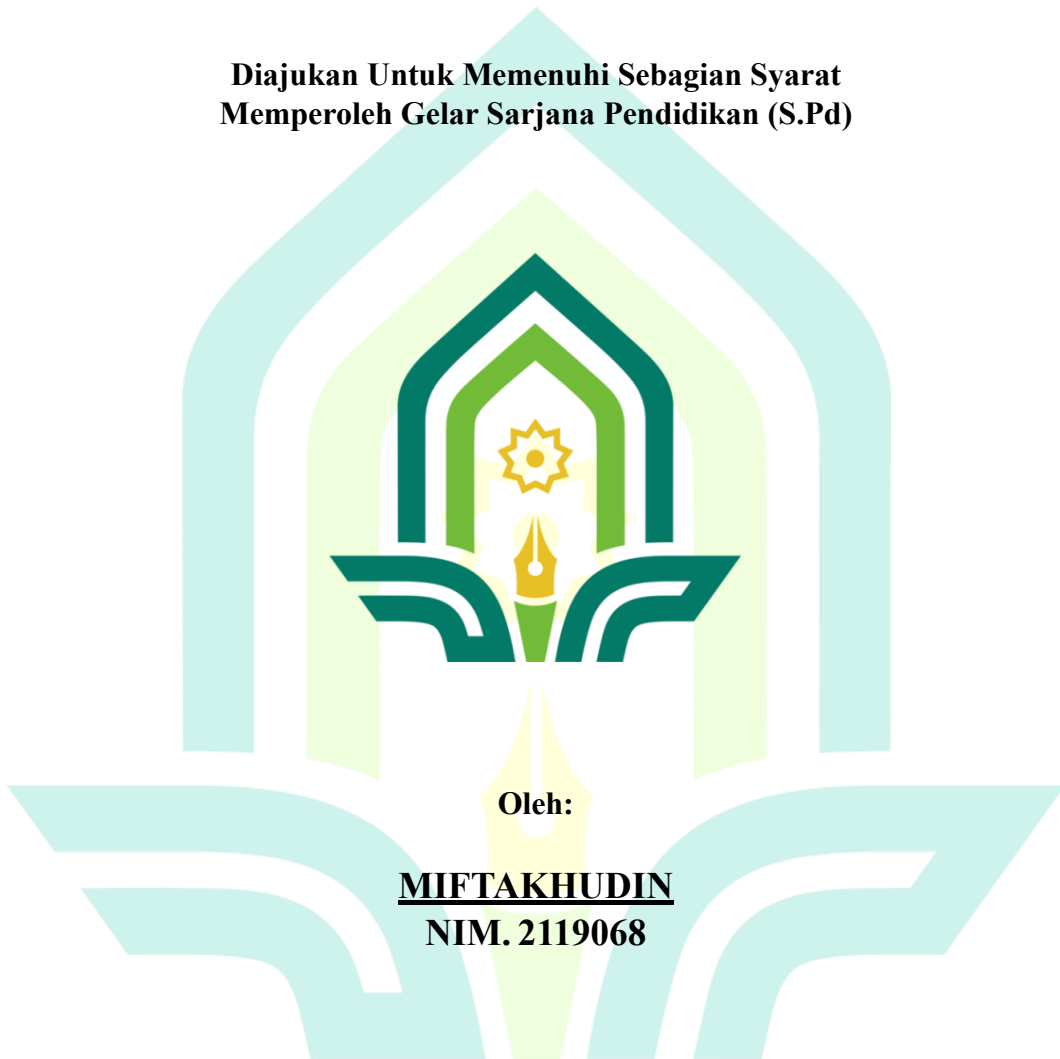 Diajukan Untuk Memenuhi Sebagian Syarat
Memperoleh Gelar Sarjana Pendidikan (S.Pd)
Oleh:
MIFTAKHUDIN
NIM. 2119068